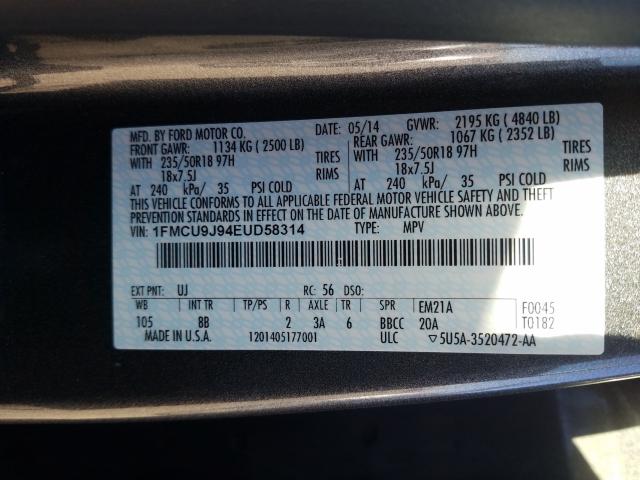 MFD. BY FORD MOTOR CO. DATE: 05/14 GVWR: 2195 KG ( 4840 LB)
FRONT GAWR: 1134 KG ( 2500 LB) REAR GAWR: 1067 KG ( 2352 LB)
WITH 235/50R18 97H TIRES WITH 235/50R18 97H TIRES
18x7.5J RIMS 18x7.5J RIMS
AT 240 kPa/ 35 PSI COLD AT 240 kPa/ 35 PSI COLD
THIS VEHICLE CONFORMS TO ALL APPLICABLE FEDERAL MOTOR VEHICLE SAFETY AND THEFT
PREVENTION STANDARDS IN EFFECT ON THE DATE OF MANUFACTURE SHOWN ABOVE.
VIN: 1FMCU9J94EUD58314 TYPE: MPV
EXT PNT: UJ RC: 56 DSO:
WB INT TR TP/PS R AXLE TR SPR EM21A F0045
105 8B 2 3A 6 BBCC 20A T0182
MADE IN U.S.A. 1201405177001 ULC ▽5U5A-3520472-AA